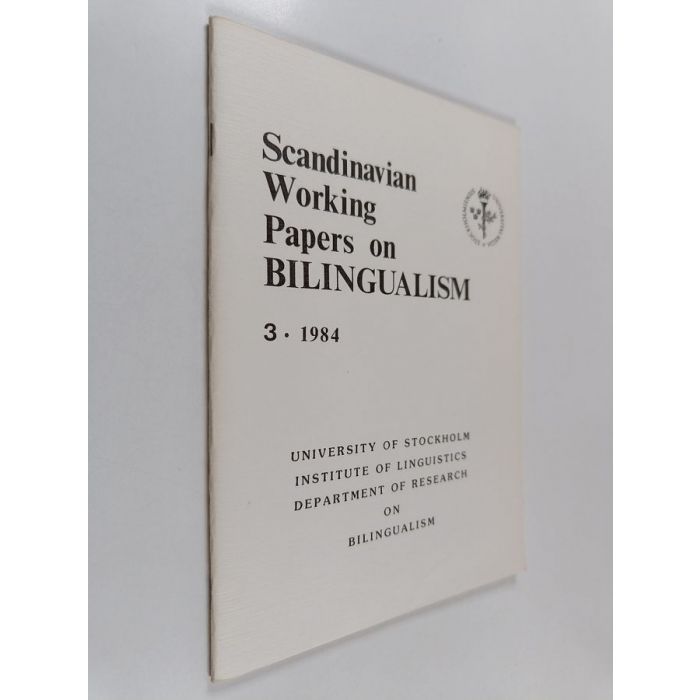 Scandinavian
Working
Papers on
BILINGUALISM
3 · 1984
UNIVERSITY OF STOCKHOLM
INSTITUTE OF LINGUISTICS
DEPARTMENT OF RESEARCH
ON
BILINGUALISM